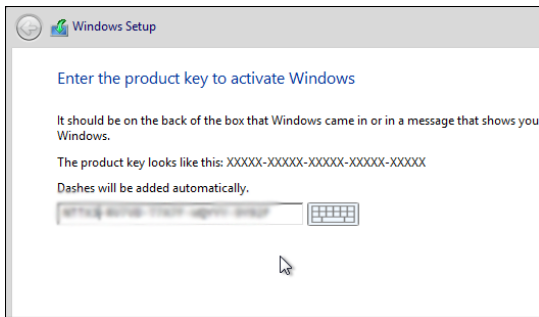 Windows Setup
Enter the product key to activate Windows
It should be on the back of the box that Windows came in or in a message that shows you
Windows.
The product key looks like this: XXXXX-XXXXX-XXXXX-XXXXX-XXXXX
Dashes will be added automatically.